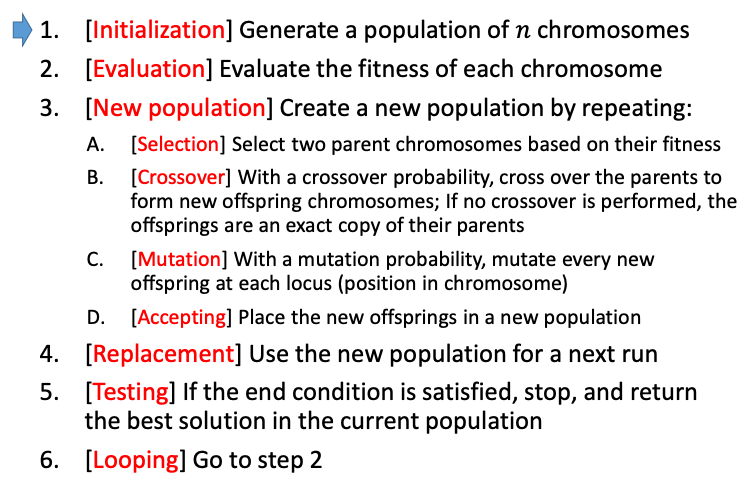 1. [Initialization] Generate a population of n chromosomes
2. [Evaluation] Evaluate the fitness of each chromosome
3. [New population] Create a new population by repeating:
A. [Selection] Select two parent chromosomes based on their fitness
B. [Crossover] With a crossover probability, cross over the parents to
form new offspring chromosomes; If no crossover is performed, the
offsprings are an exact copy of their parents
C. [Mutation] With a mutation probability, mutate every new
offspring at each locus (position in chromosome)
D. [Accepting] Place the new offsprings in a new population
4. [Replacement] Use the new population for a next run
5. [Testing] If the end condition is satisfied, stop, and return
the best solution in the current population
6. [Looping] Go to step 2